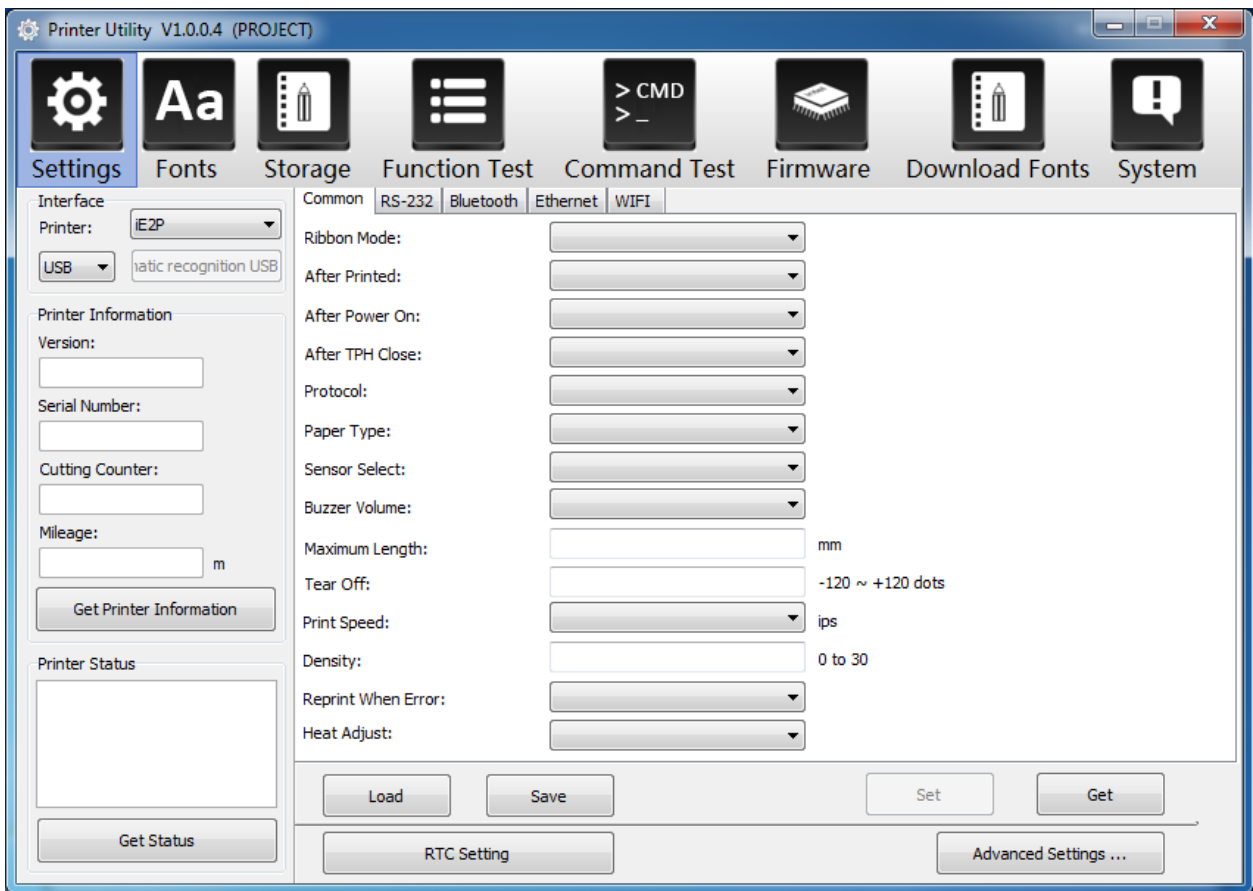 Printer Utility V1.0.0.4 (PROJECT)
> CMD
> _
Aa
Settings Fonts Storage Function Test Command Test Firmware Download Fonts System
Interface
Printer: iE2P
USB natic recognition USB
Printer Information
Version:
Serial Number:
Cutting Counter:
Mileage:
m
Get Printer Information
Printer Status
Get Status
Common RS-232 Bluetooth Ethernet WIFI
Ribbon Mode:
After Printed:
After Power On:
After TPH Close:
Protocol:
Paper Type:
Sensor Select:
Buzzer Volume:
Maximum Length: mm
Tear Off: -120 ~ +120 dots
Print Speed: ips
Density: 0 to 30
Reprint When Error:
Heat Adjust:
Load Save Set Get
RTC Setting Advanced Settings ...